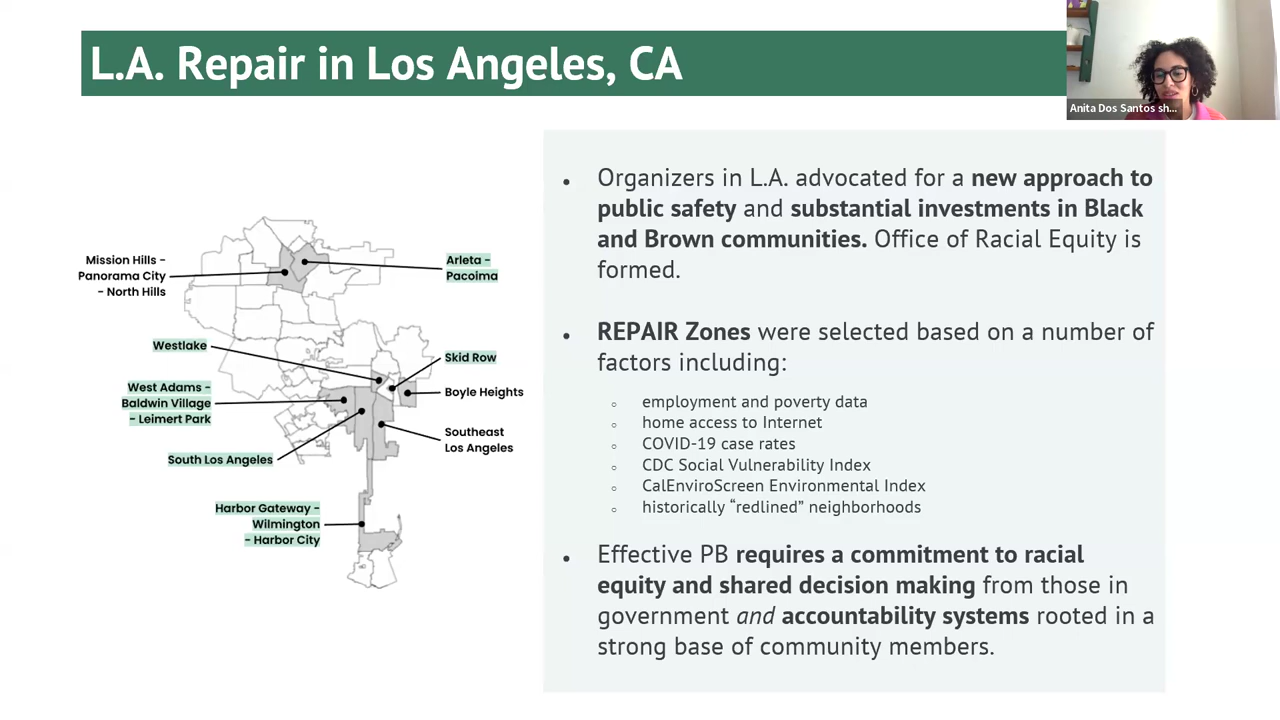 L.A. Repair in Los Angeles, CA
Anita Dos Santos sh...
Mission Hills -
Panorama City
- North Hills
Arleta -
Pacoima
Westlake
Skid Row
West Adams -
Baldwin Village
- Leimert Park
Boyle Heights
Southeast
Los Angeles
South Los Angeles
Harbor Gateway -
Wilmington
- Harbor City
• Organizers in L.A. advocated for a new approach to
public safety and substantial investments in Black
and Brown communities. Office of Racial Equity is
formed.
• REPAIR Zones were selected based on a number of
factors including:
○ employment and poverty data
○ home access to Internet
○ COVID-19 case rates
○ CDC Social Vulnerability Index
○ CalEnviroScreen Environmental Index
○ historically “redlined” neighborhoods
• Effective PB requires a commitment to racial
equity and shared decision making from those in
government and accountability systems rooted in a
strong base of community members.